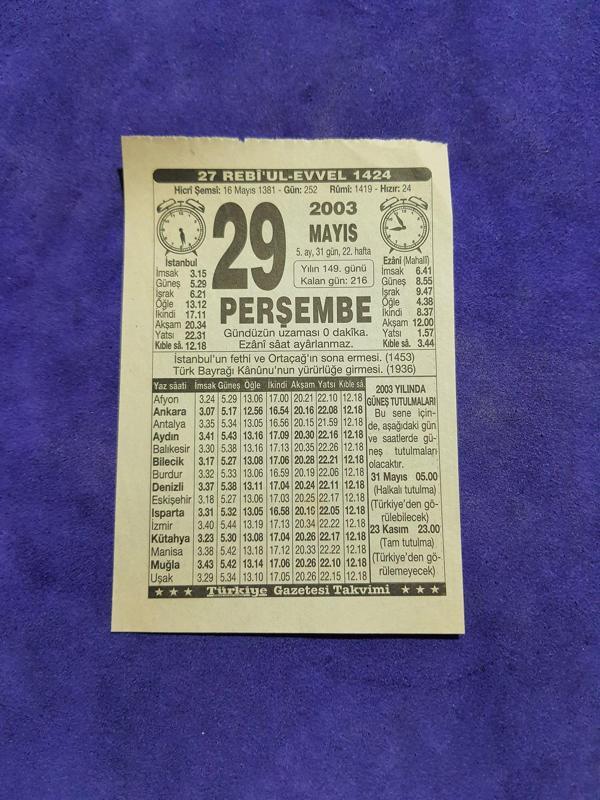 27 REBİ'UL-EVVEL 1424
Hicrî Şemsî: 16 Mayıs 1381 - Gün: 252 Rûmî: 1419 - Hızır: 24
29
2003
MAYIS
5. ay, 31 gün, 22. hafta
Yılın 149. günü
Kalan gün: 216
PERŞEMBE
Gündüzün uzaması 0 dakîka.
Ezânî sâat ayârlanmaz.
İstanbul
İmsak 3.15
Güneş 5.29
İşrak 6.21
Öğle 13.12
İkindi 17.11
Akşam 20.34
Yatsı 22.31
Kıble sâ. 12.18
Ezânî (Mahallî)
İmsak 6.41
Güneş 8.55
İşrak 9.47
Öğle 4.38
İkindi 8.37
Akşam 12.00
Yatsı 1.57
Kıble sâ. 3.44
İstanbul'un fethi ve Ortaçağ'ın sona ermesi. (1453)
Türk Bayrağı Kânûnu'nun yürürlüğe girmesi. (1936)
Yaz sâati İmsak Güneş Öğle İkindi Akşam Yatsı Kıble sâ.
Afyon 3.24 5.29 13.06 17.00 20.21 22.10 12.18
Ankara 3.07 5.17 12.56 16.54 20.16 22.08 12.18
Antalya 3.35 5.34 13.05 16.56 20.15 21.59 12.18
Aydın 3.41 5.43 13.16 17.09 20.30 22.16 12.18
Balıkesir 3.30 5.38 13.16 17.13 20.35 22.26 12.18
Bilecik 3.17 5.27 13.08 17.06 20.28 22.21 12.18
Burdur 3.32 5.33 13.06 16.59 20.19 22.06 12.18
Denizli 3.37 5.38 13.11 17.04 20.24 22.11 12.18
Eskişehir 3.18 5.27 13.06 17.03 20.25 22.17 12.18
Isparta 3.31 5.32 13.05 16.58 20.19 22.05 12.18
İzmir 3.40 5.44 13.19 17.13 20.34 22.22 12.18
Kütahya 3.23 5.30 13.08 17.04 20.26 22.17 12.18
Manisa 3.38 5.42 13.18 17.12 20.33 22.22 12.18
Muğla 3.43 5.42 13.14 17.06 20.26 22.10 12.18
Uşak 3.29 5.34 13.10 17.05 20.26 22.15 12.18
2003 YILINDA
GÜNEŞ TUTULMALARI
Bu sene için-
de, aşağıdaki gün
ve saatlerde gü-
neş tutulmaları
olacaktır.
31 Mayıs 05.00
(Halkalı tutulma)
(Türkiye'den gö-
rülebilecek)
23 Kasım 23.00
(Tam tutulma)
(Türkiye'den gö-
rülemeyecek)
Türkiye Gazetesi Takvimi